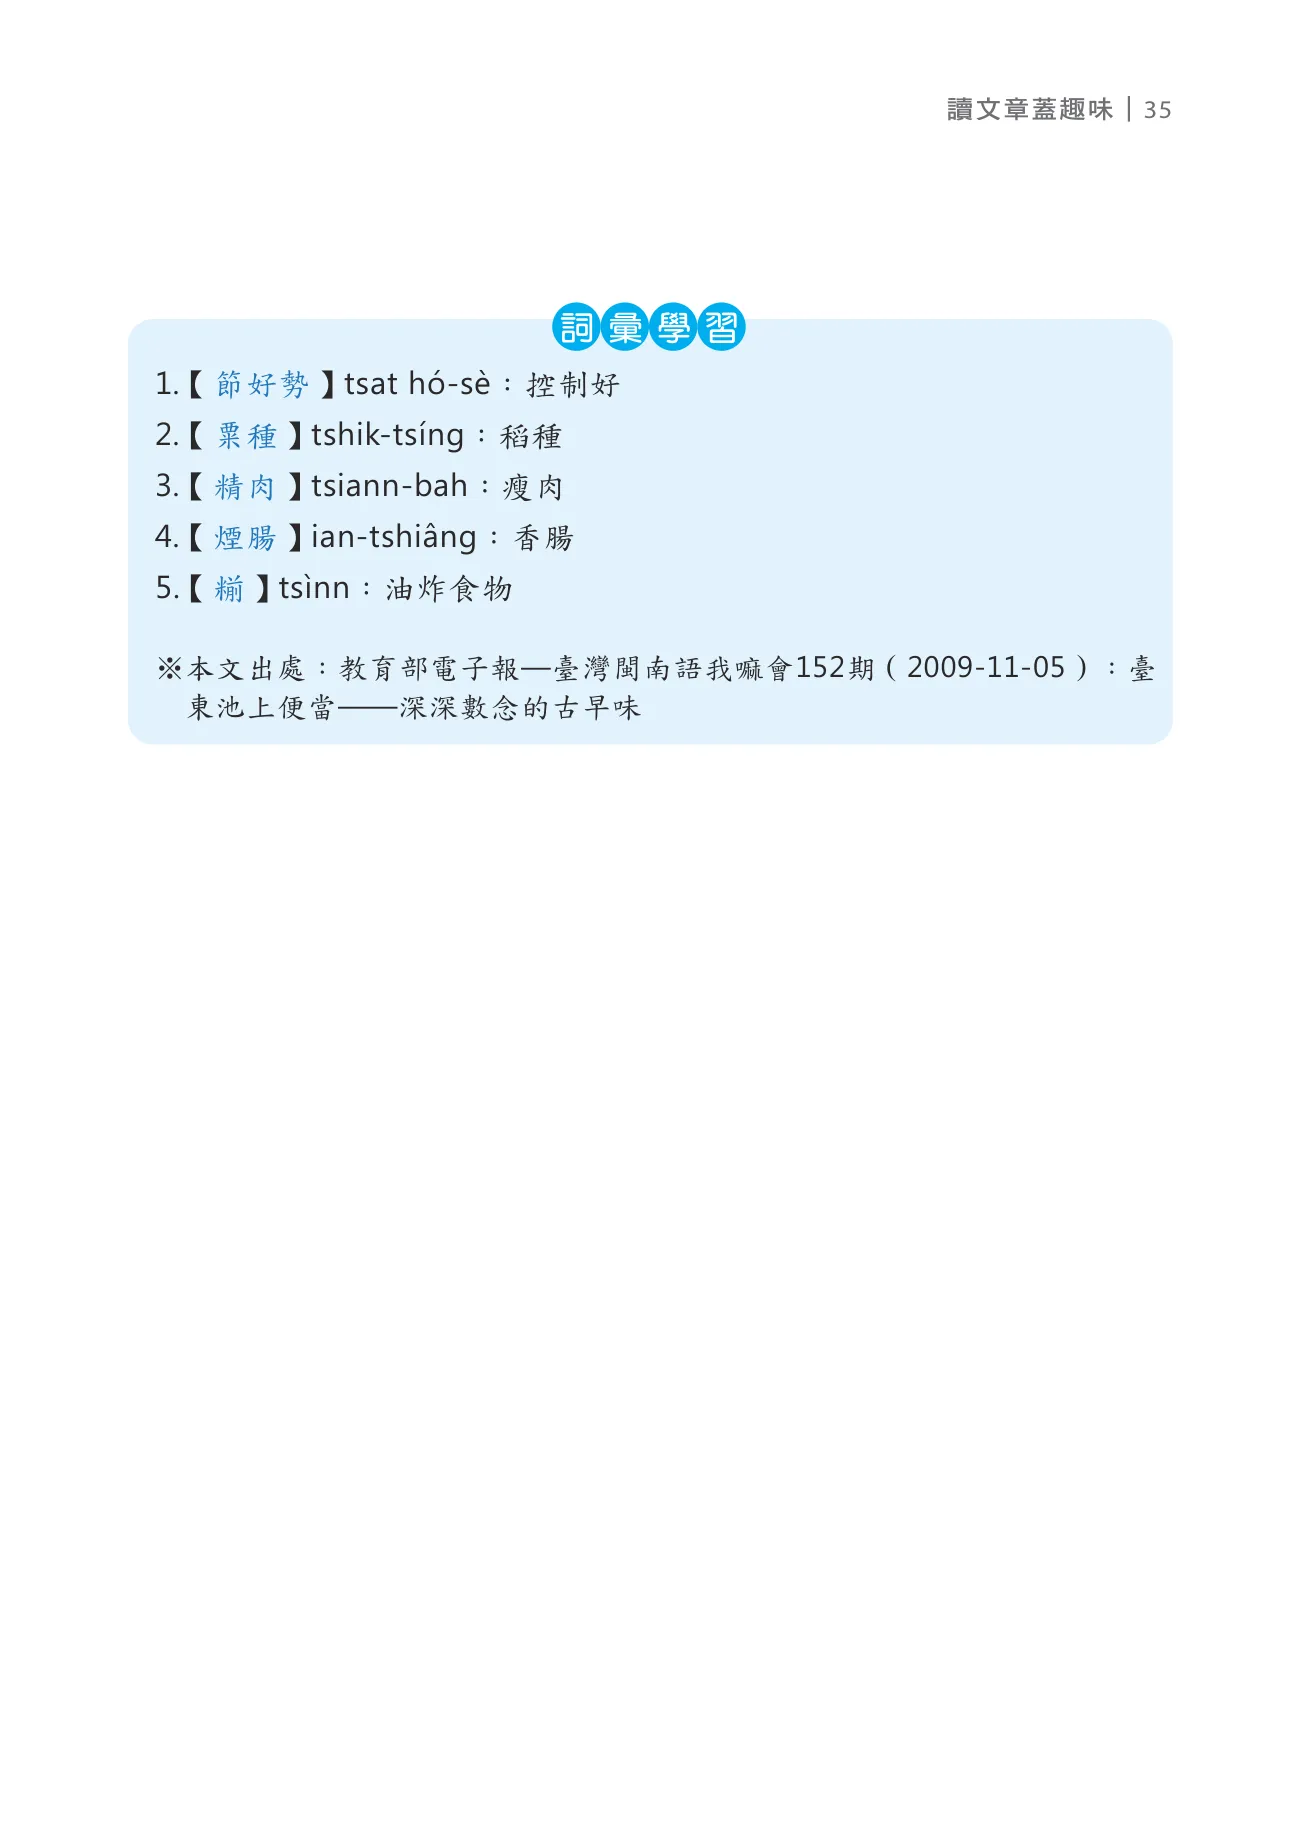 讀文章蓋趣味｜35
詞彙學習
1.【節好勢】tsat hó-sè：控制好
2.【粟種】tshik-tsíng：稻種
3.【精肉】tsiann-bah：瘦肉
4.【煙腸】ian-tshiâng：香腸
5.【糋】tsìnn：油炸食物
※本文出處：教育部電子報—臺灣閩南語我嘛會152期（2009-11-05）：臺
東池上便當——深深數念的古早味